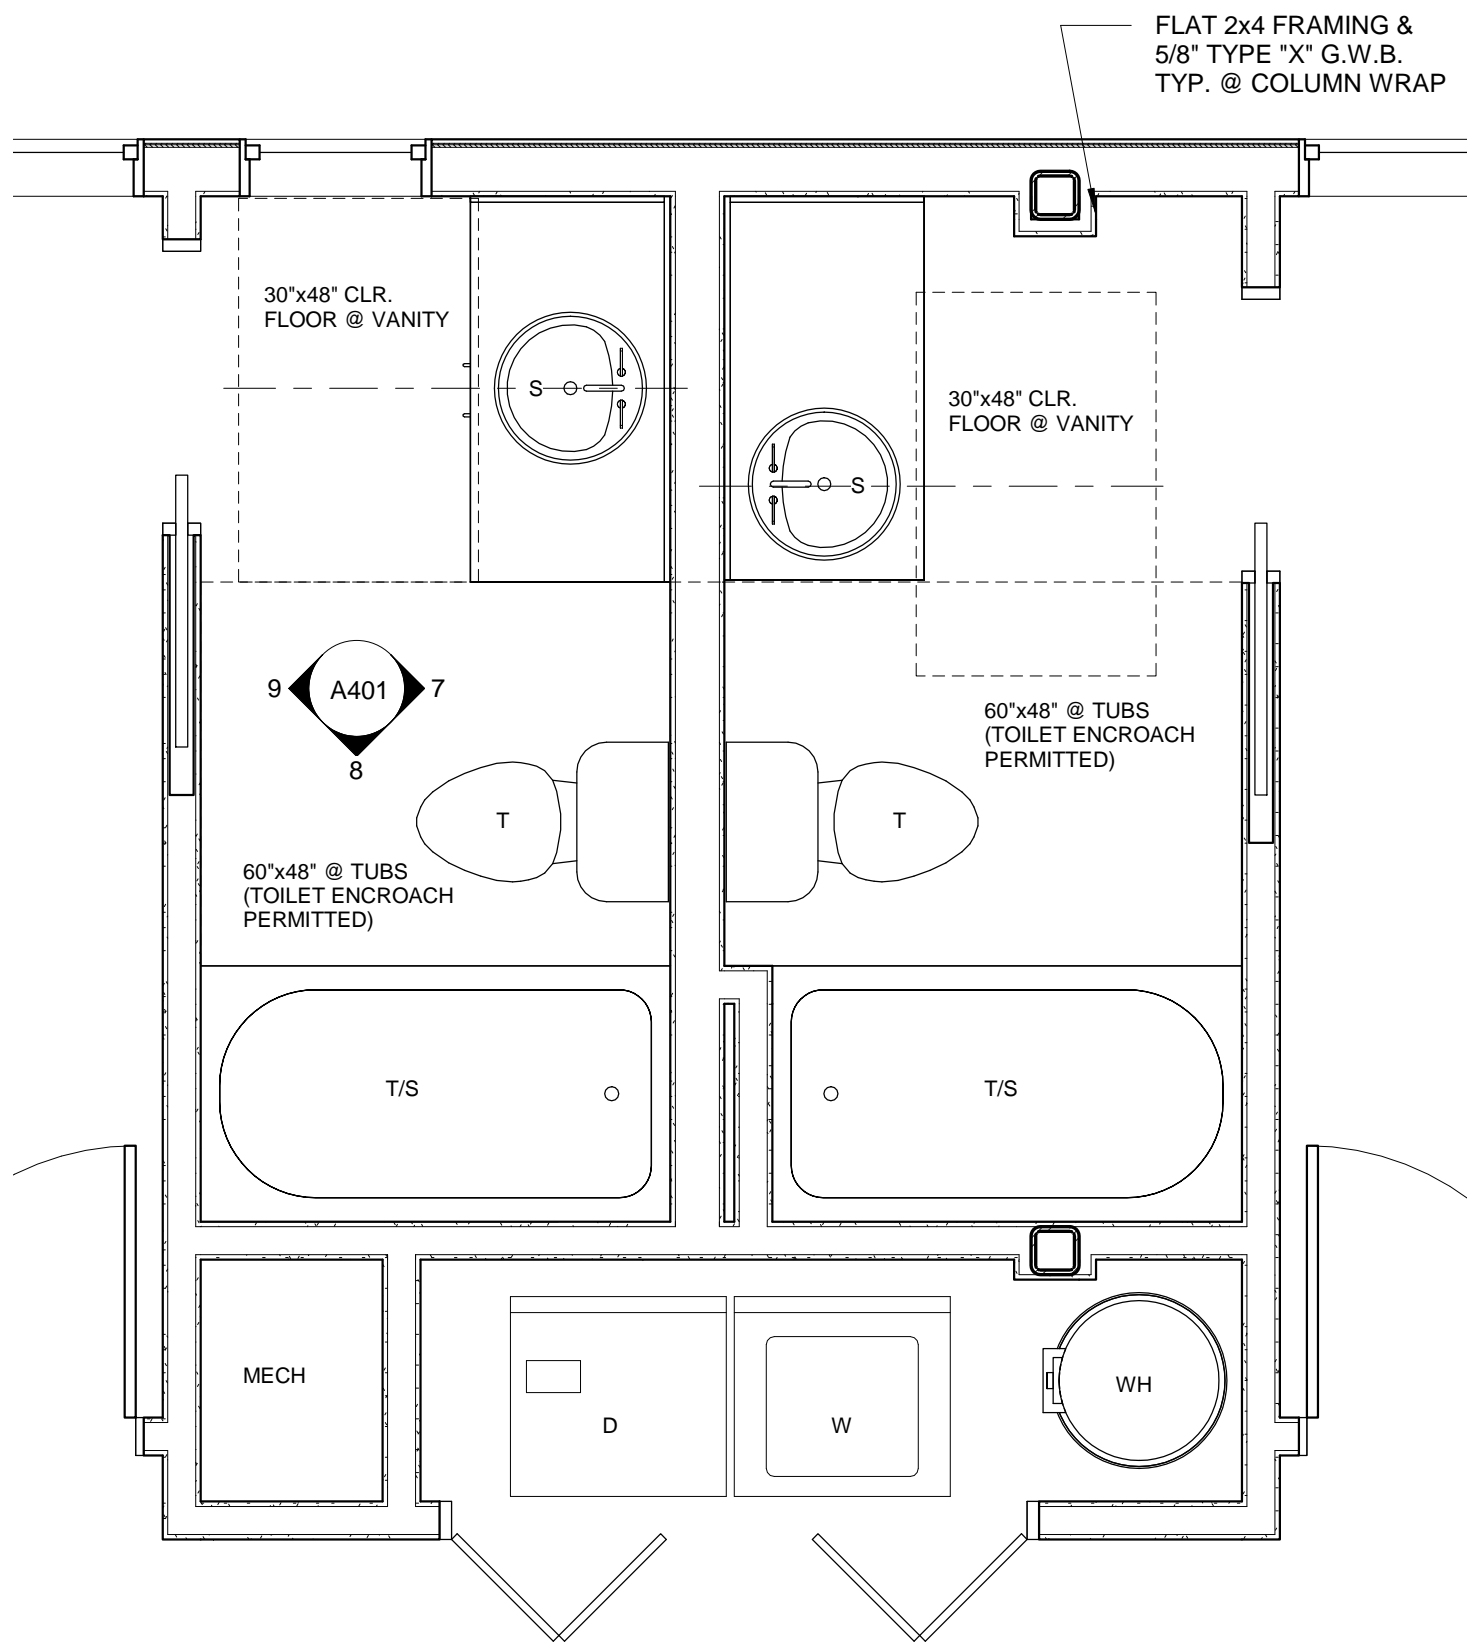 FLAT 2x4 FRAMING &
5/8" TYPE "X" G.W.B.
TYP. @ COLUMN WRAP
30"x48" CLR.
FLOOR @ VANITY
S
30"x48" CLR.
FLOOR @ VANITY
S
9
A401
7
8
60"x48" @ TUBS
(TOILET ENCROACH
PERMITTED)
T
T
60"x48" @ TUBS
(TOILET ENCROACH
PERMITTED)
T/S
T/S
MECH
D
W
WH